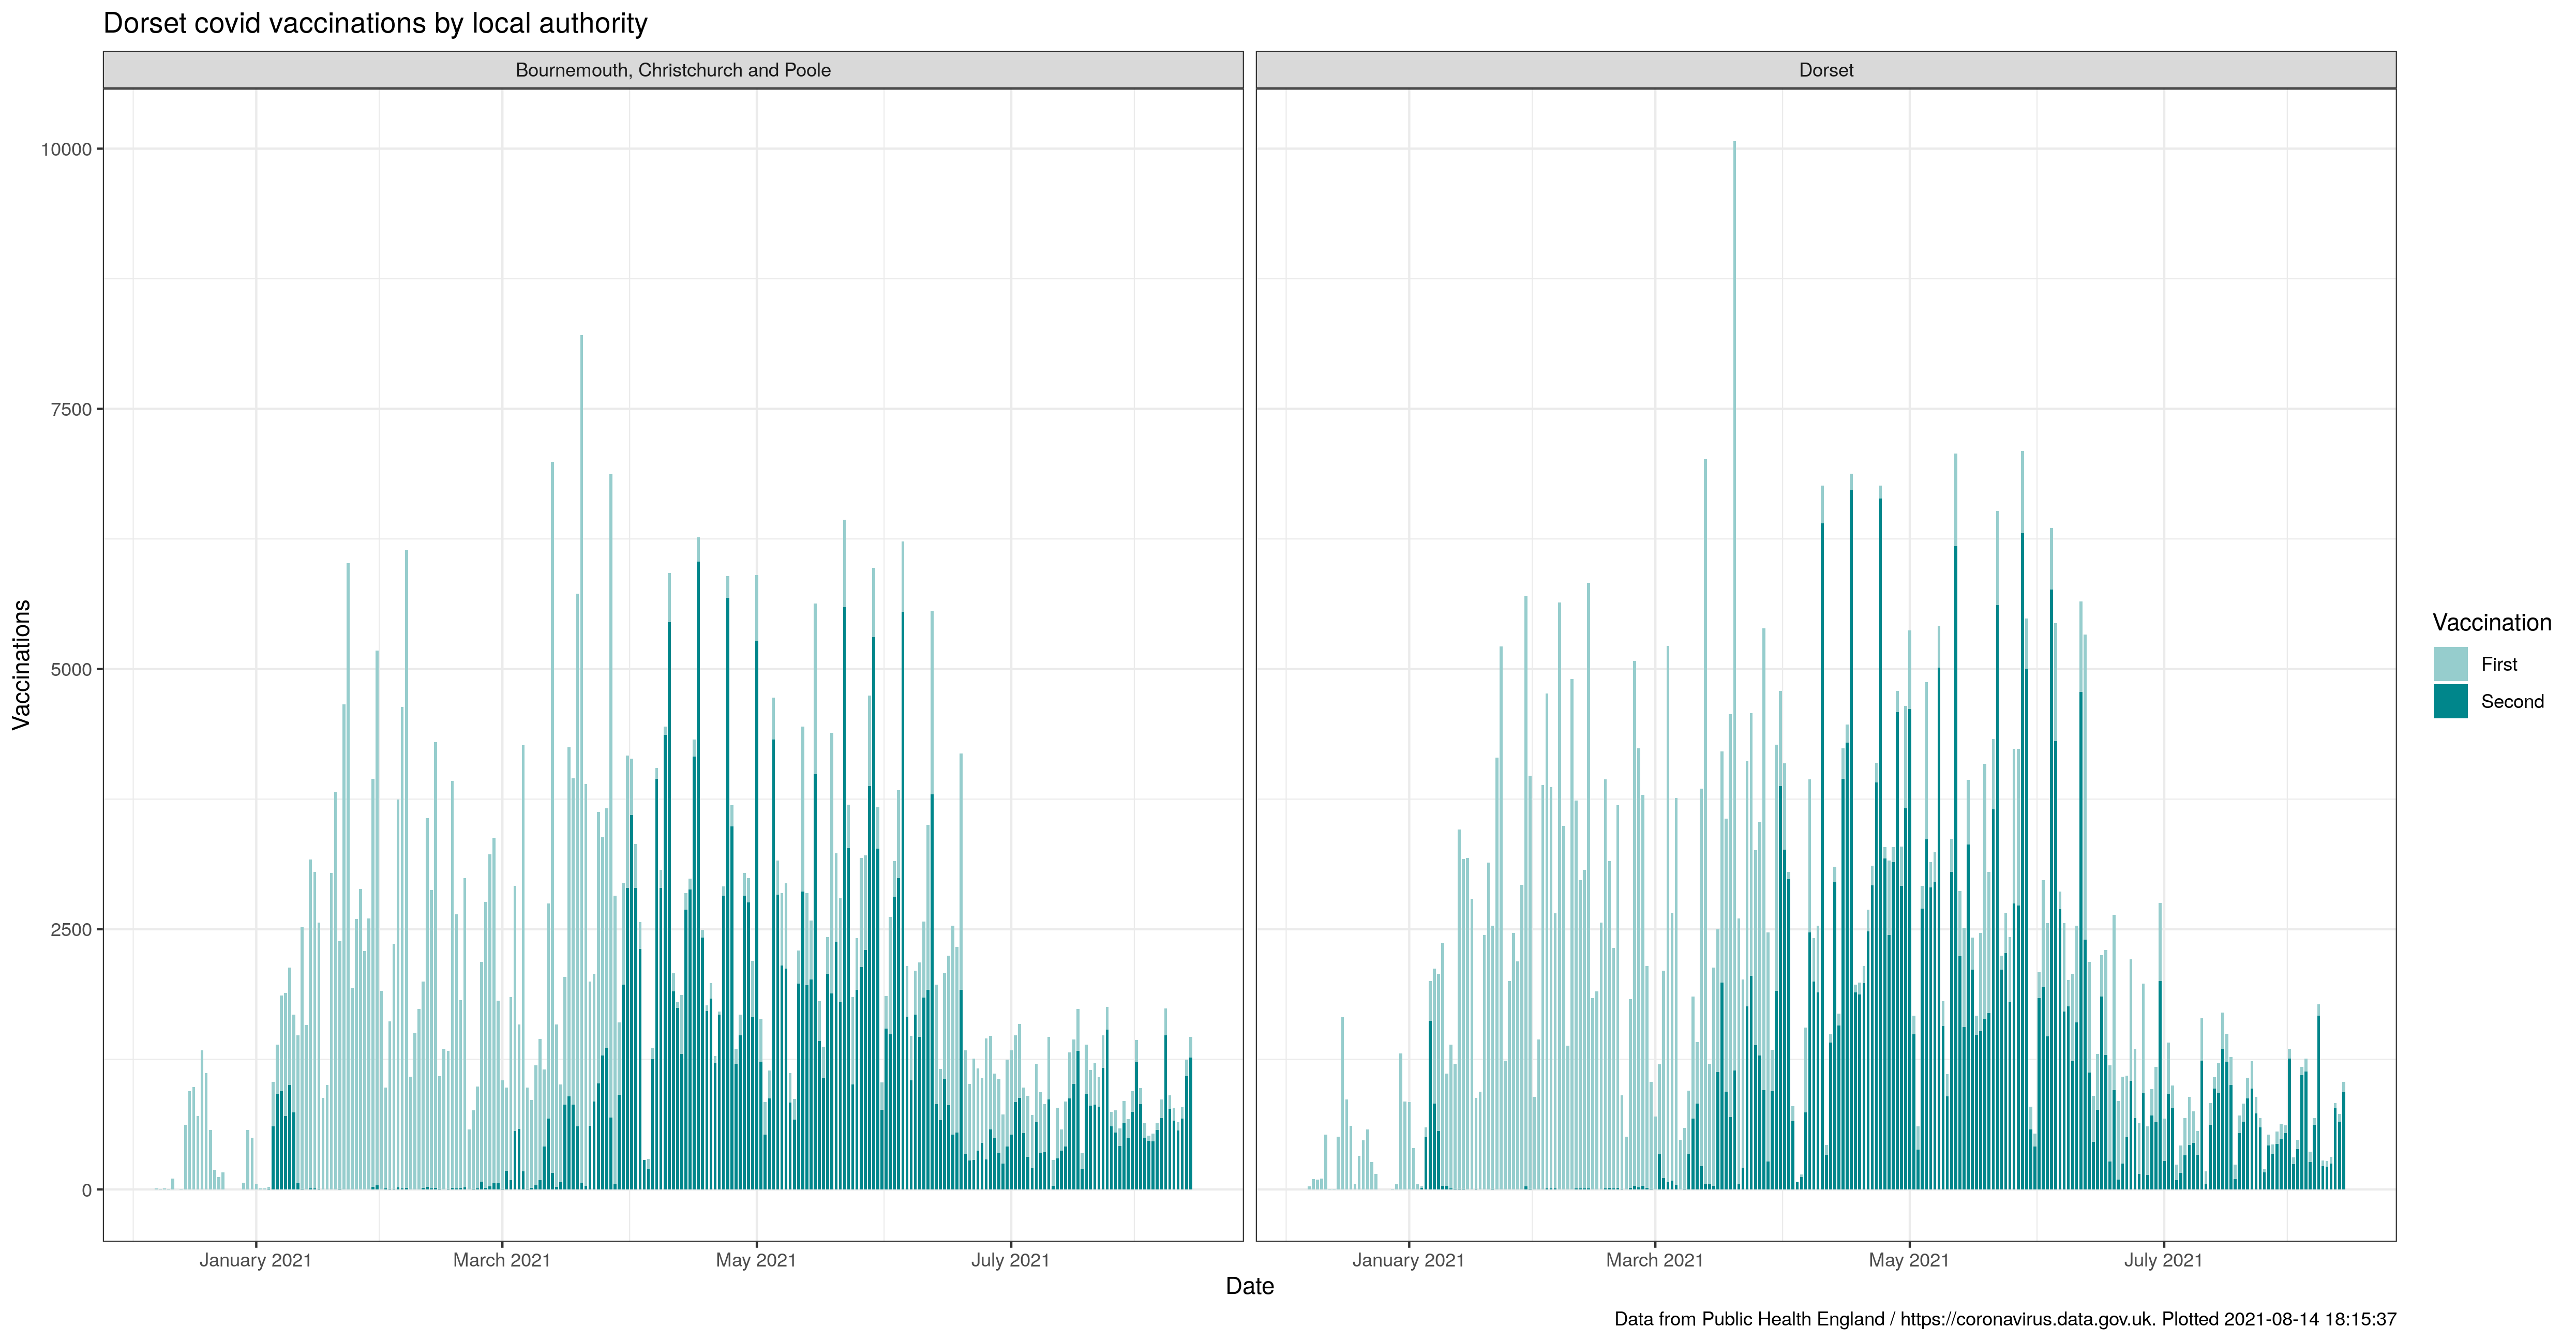 Dorset covid vaccinations by local authority
Bournemouth, Christchurch and Poole
Dorset
10000
7500
5000
2500
0
Vaccinations
January 2021
March 2021
May 2021
July 2021
January 2021
March 2021
May 2021
July 2021
Date
Vaccination
First
Second
Data from Public Health England / https://coronavirus.data.gov.uk. Plotted 2021-08-14 18:15:37